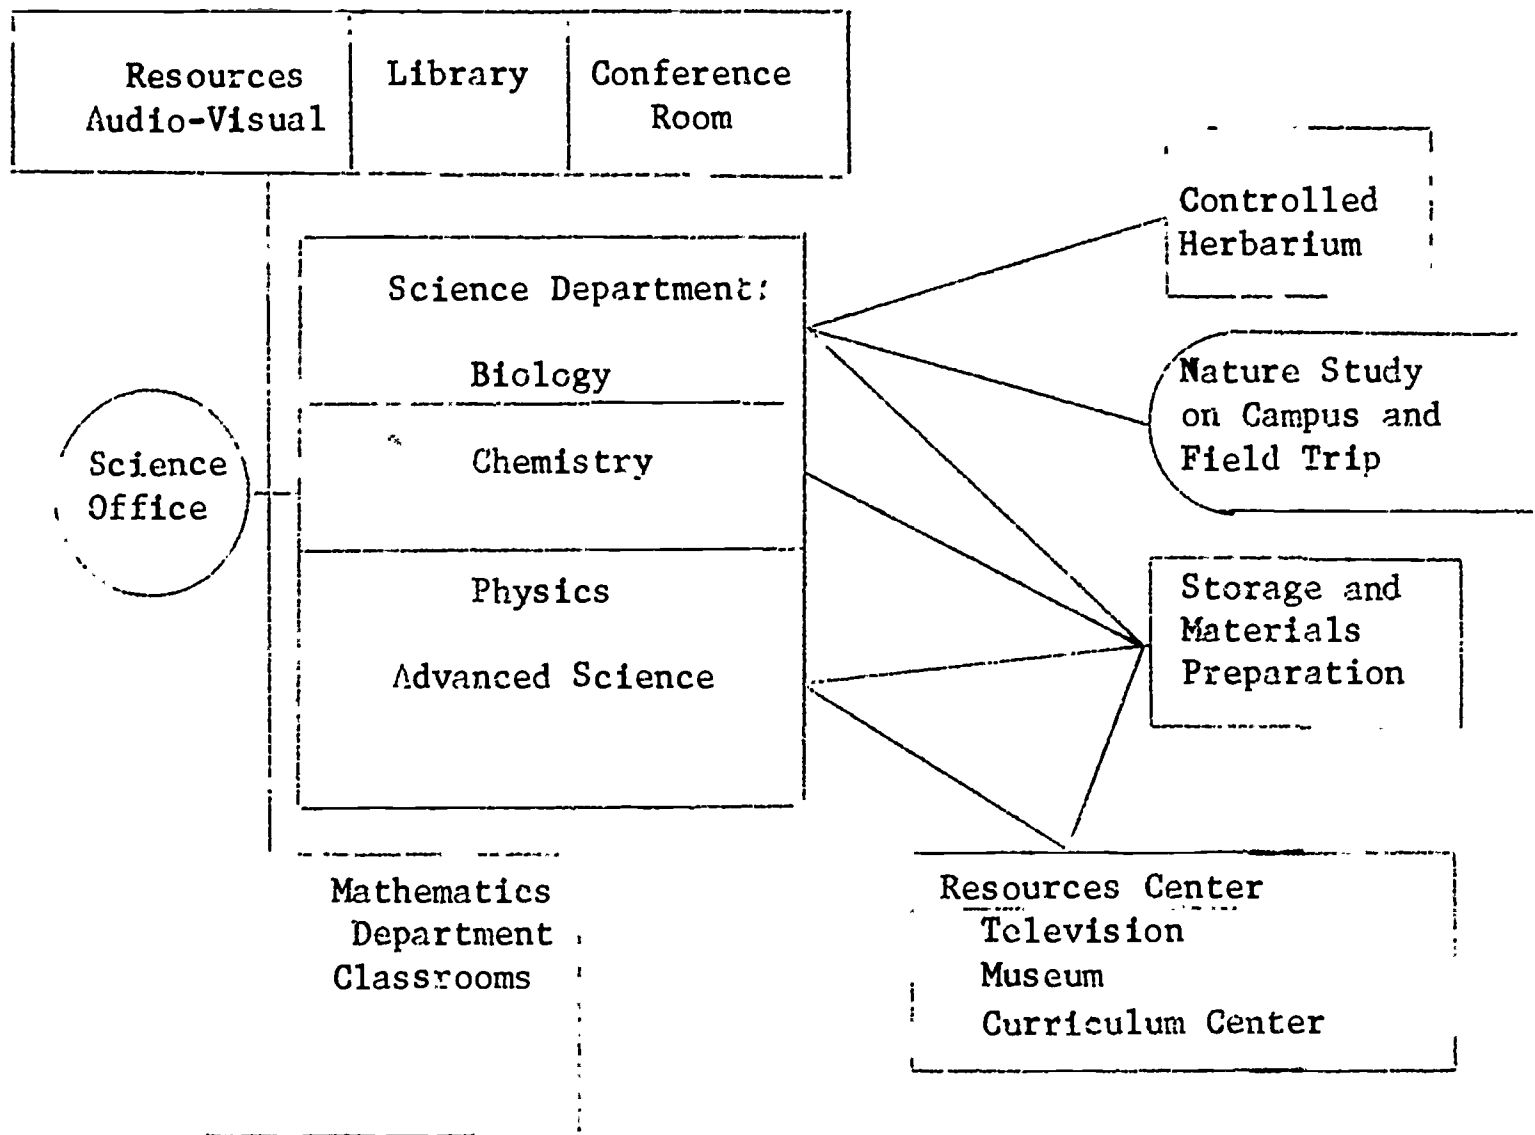 Resources
Audio-Visual
Library
Conference
Room
Controlled
Herbarium
Science Department:
Biology
Nature Study
on Campus and
Field Trip
Chemistry
Science
Office
Physics
Advanced Science
Storage and
Materials
Preparation
Mathematics
Department
Classrooms
Resources Center
Television
Museum
Curriculum Center